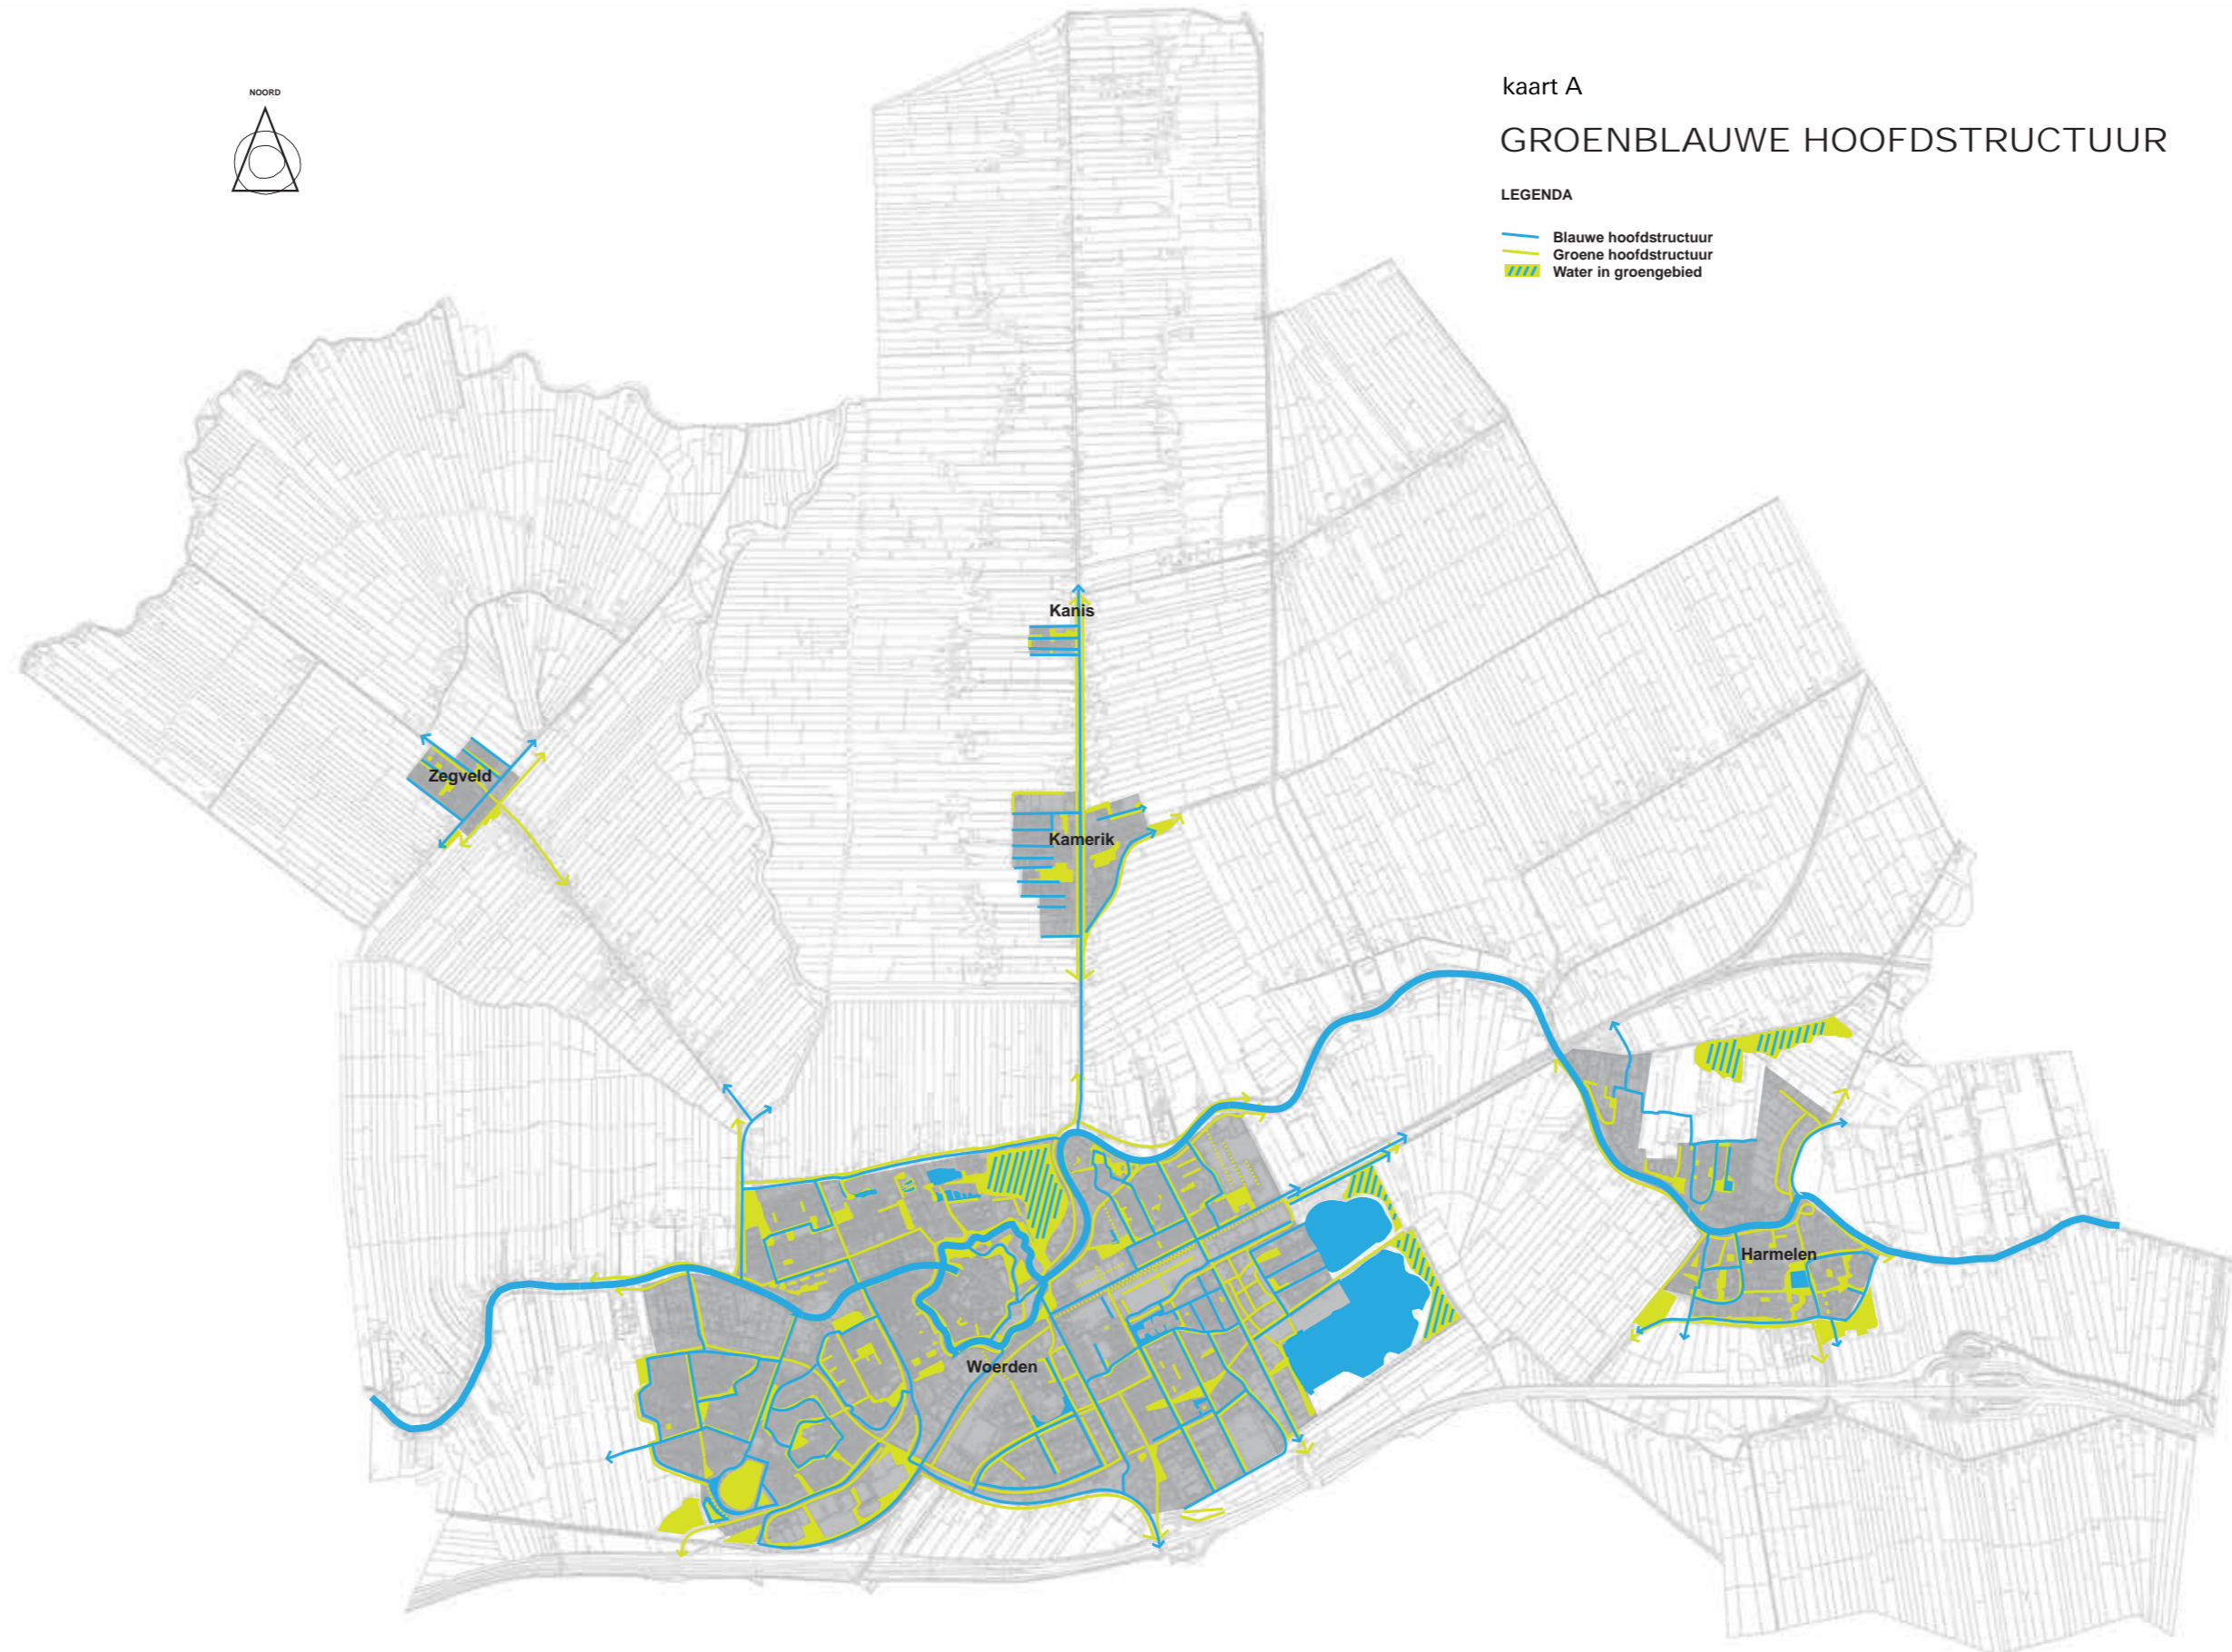 NOORD
kaart A
GROENBLAUWE HOOFDSTRUCTUUR
LEGENDA
Blauwe hoofdstructuur
Groene hoofdstructuur
Water in groengebied
Kanis
Zegveld
Kamerik
Harmelen
Woerden